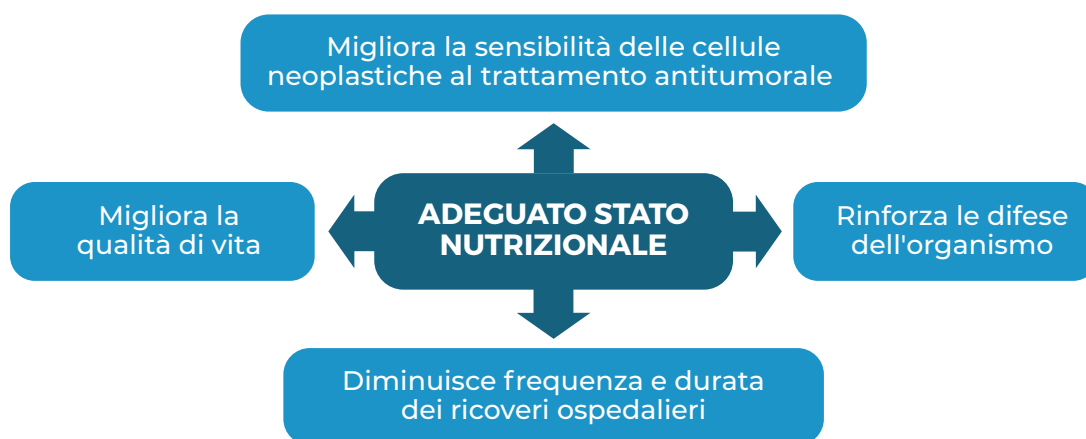 Migliora la sensibilità delle cellule
neoplastiche al trattamento antitumorale
Migliora la
qualità di vita
ADEGUATO STATO
NUTRIZIONALE
Rinforza le difese
dell'organismo
Diminuisce frequenza e durata
dei ricoveri ospedalieri